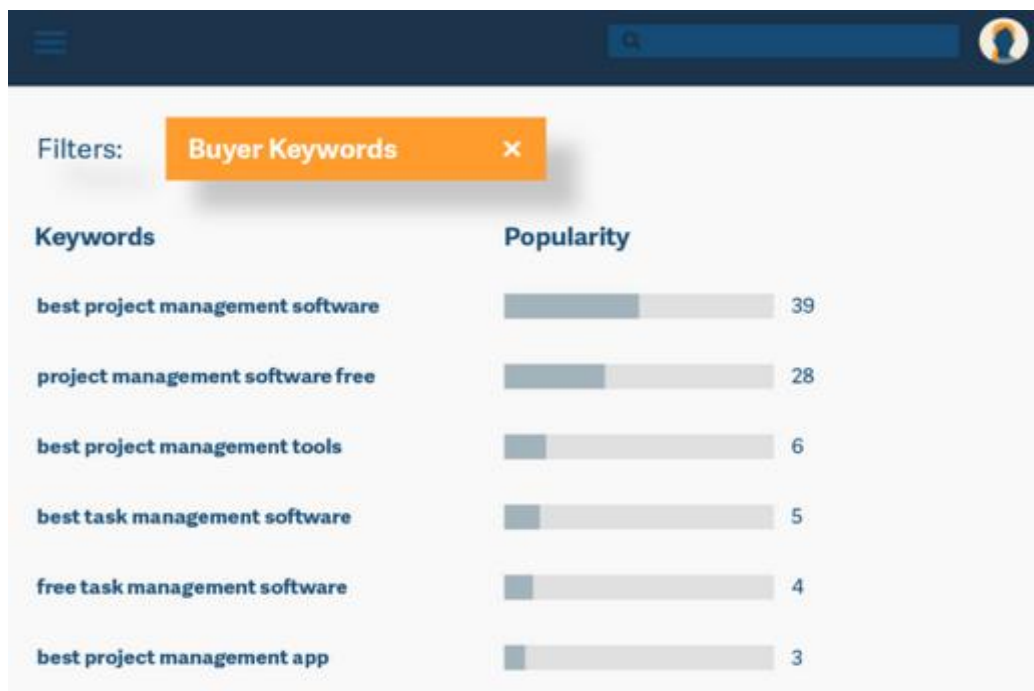 Filters: Buyer Keywords ×
Keywords Popularity
best project management software 39
project management software free 28
best project management tools 6
best task management software 5
free task management software 4
best project management app 3